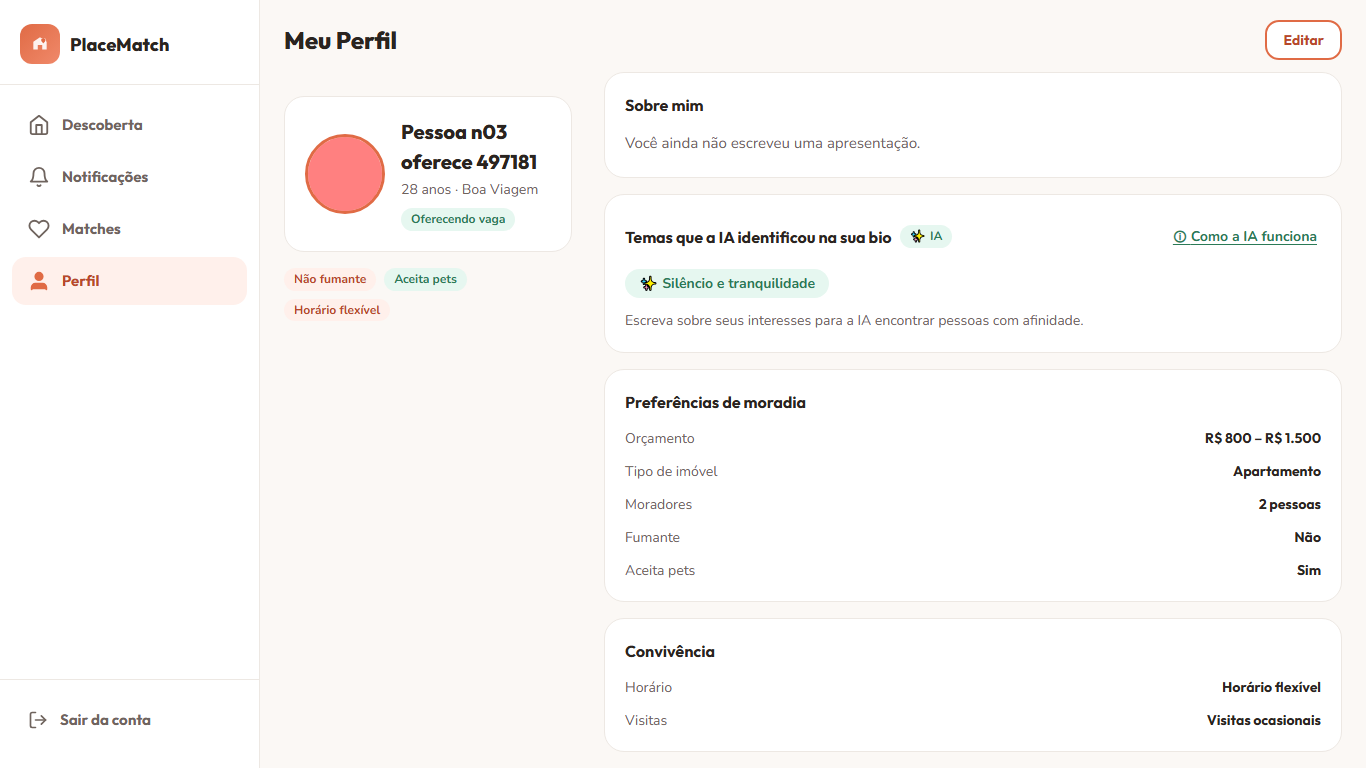 PlaceMatch
Descoberta
Notificações
Matches
Perfil
Sair da conta
Meu Perfil
Editar
Pessoa n03
oferece 497181
28 anos · Boa Viagem
Oferecendo vaga
Não fumante
Aceita pets
Horário flexível
Sobre mim
Você ainda não escreveu uma apresentação.
Temas que a IA identificou na sua bio
✨ IA
ⓘ Como a IA funciona
✨ Silêncio e tranquilidade
Escreva sobre seus interesses para a IA encontrar pessoas com afinidade.
Preferências de moradia
Orçamento R$ 800 – R$ 1.500
Tipo de imóvel Apartamento
Moradores 2 pessoas
Fumante Não
Aceita pets Sim
Convivência
Horário Horário flexível
Visitas Visitas ocasionais